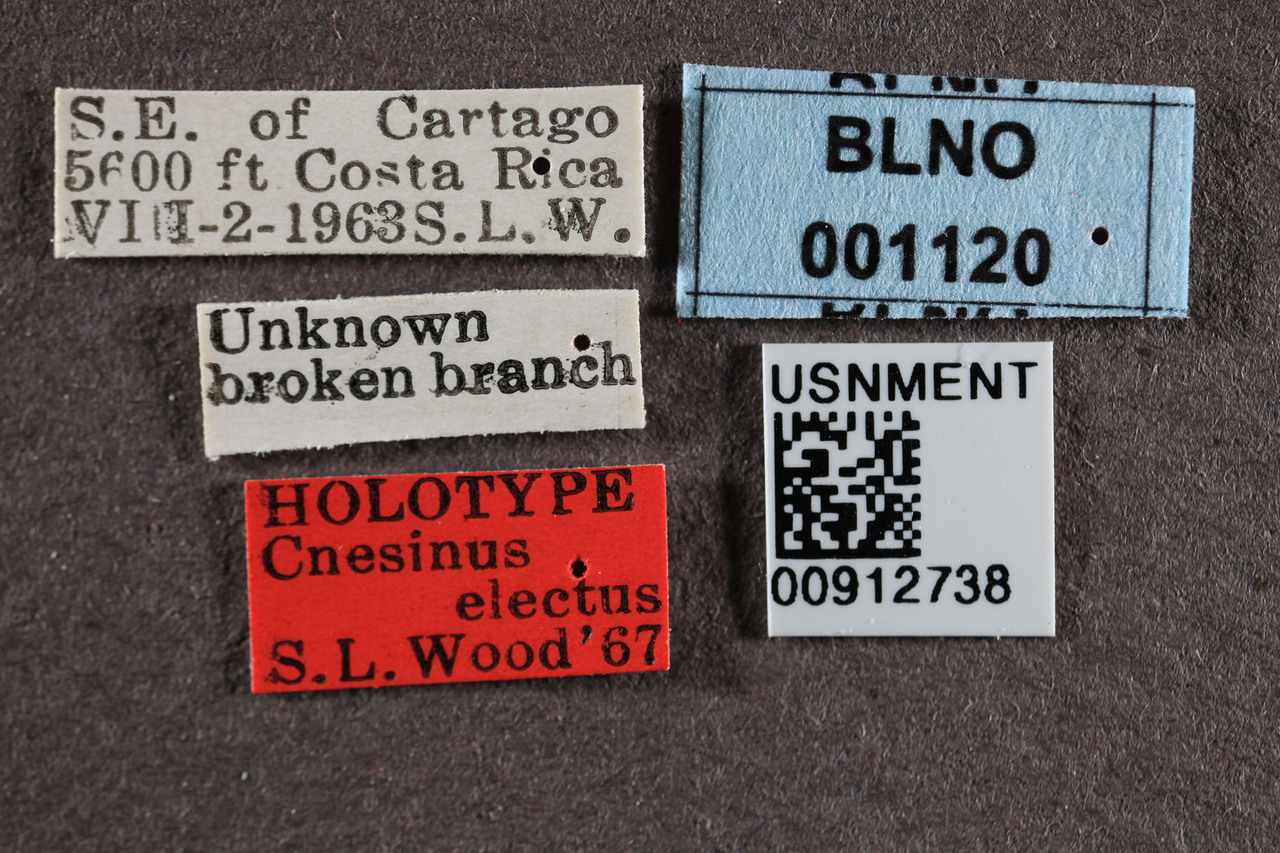 S.E. of Cartago
5600 ft Costa Rica
VIII-2-1963 S.L.W.
Unknown
broken branch
HOLOTYPE
Cnesinus
electus
S.L. Wood '67
BLNO
001120
USNMENT
00912738